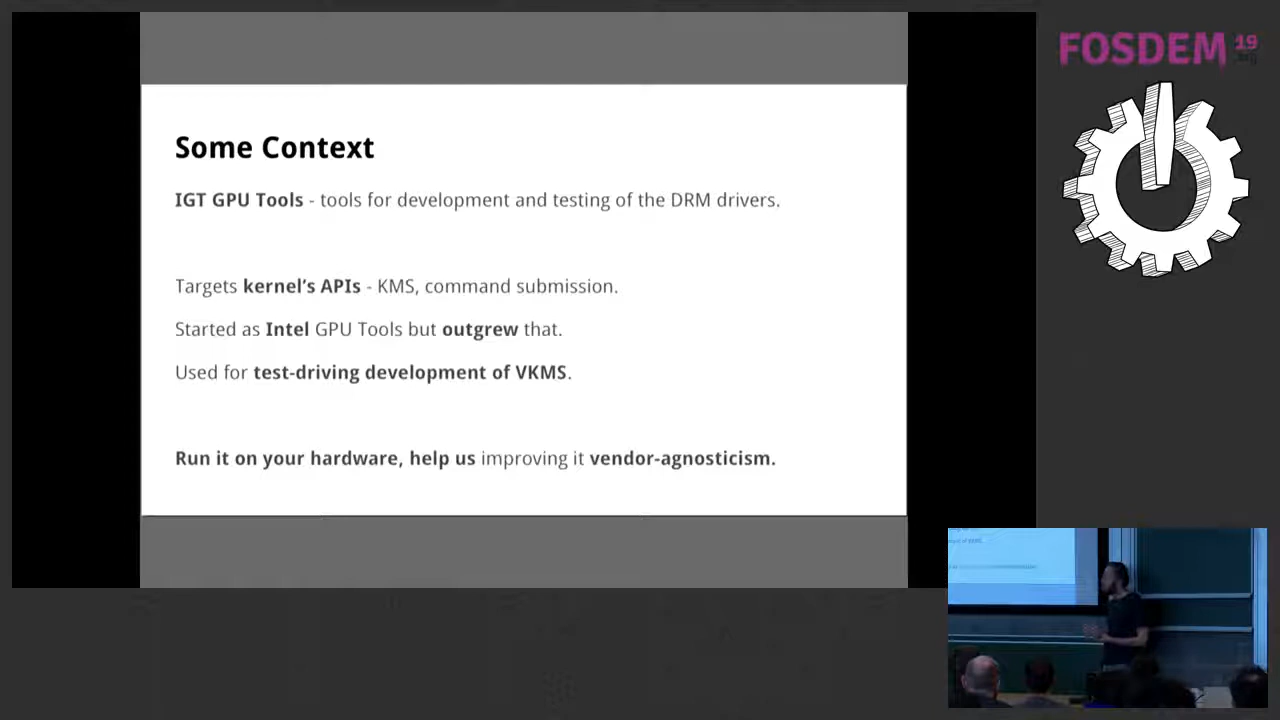 FOSDEM 19
.org
Some Context
IGT GPU Tools - tools for development and testing of the DRM drivers.
Targets kernel's APIs - KMS, command submission.
Started as Intel GPU Tools but outgrew that.
Used for test-driving development of VKMS.
Run it on your hardware, help us improving it vendor-agnosticism.